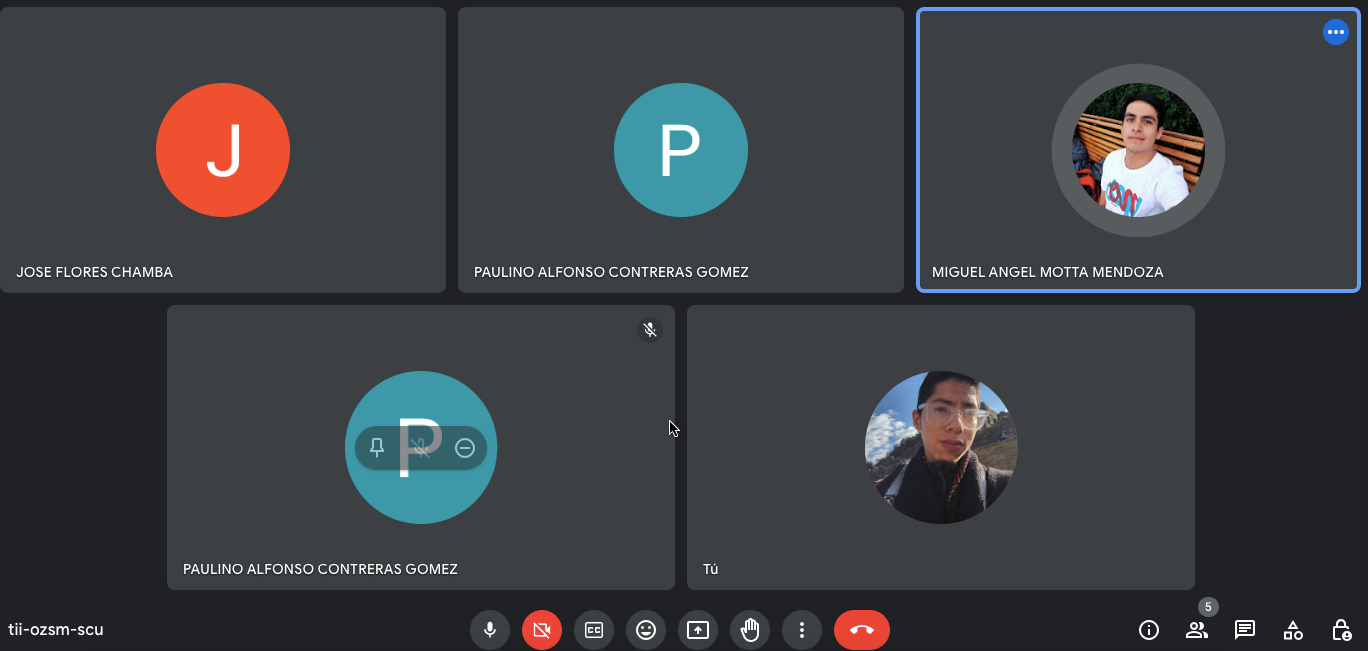 J
P
JOSE FLORES CHAMBA
PAULINO ALFONSO CONTRERAS GOMEZ
MIGUEL ANGEL MOTTA MENDOZA
P
PAULINO ALFONSO CONTRERAS GOMEZ
Tú
5
tii-ozsm-scu
CC